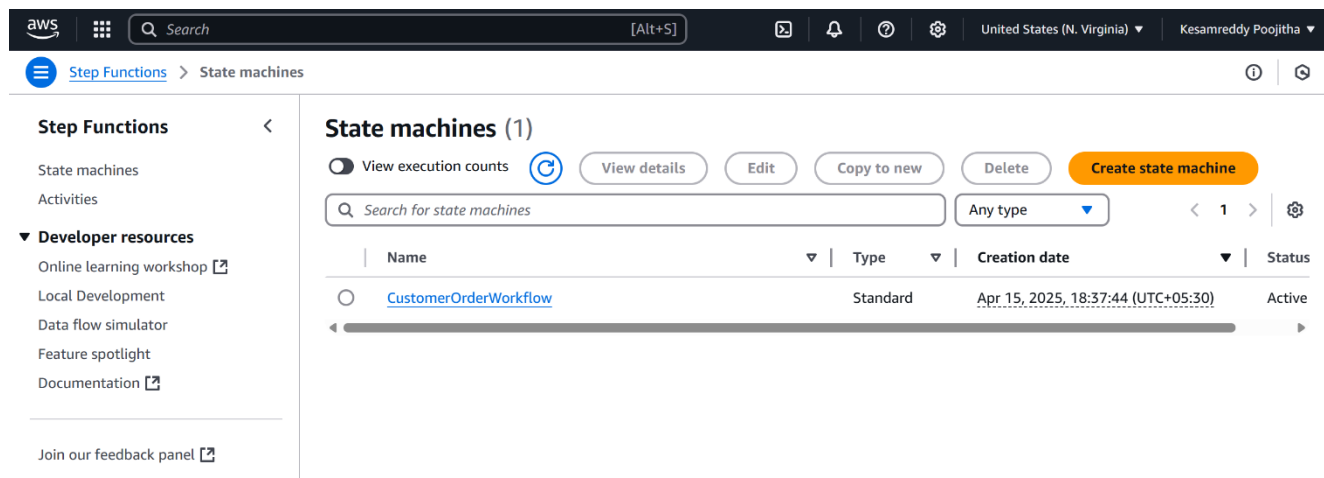 aws Search [Alt+S] United States (N. Virginia) Kesamreddy Poojitha
Step Functions > State machines
Step Functions
State machines
Activities
Developer resources
Online learning workshop
Local Development
Data flow simulator
Feature spotlight
Documentation
Join our feedback panel
State machines (1)
View execution counts View details Edit Copy to new Delete Create state machine
Search for state machines Any type 1
Name Type Creation date Status
CustomerOrderWorkflow Standard Apr 15, 2025, 18:37:44 (UTC+05:30) Active